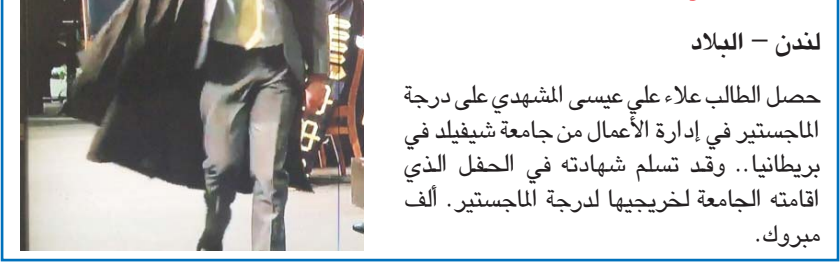 لندن – البلاد
حصل الطالب علاء علي عيسى المشهدي على درجة
الماجستير في إدارة الأعمال من جامعة شيفيلد في
بريطانيا.. وقد تسلم شهادته في الحفل الذي
اقامته الجامعة لخريجيها لدرجة الماجستير. ألف
مبروك.